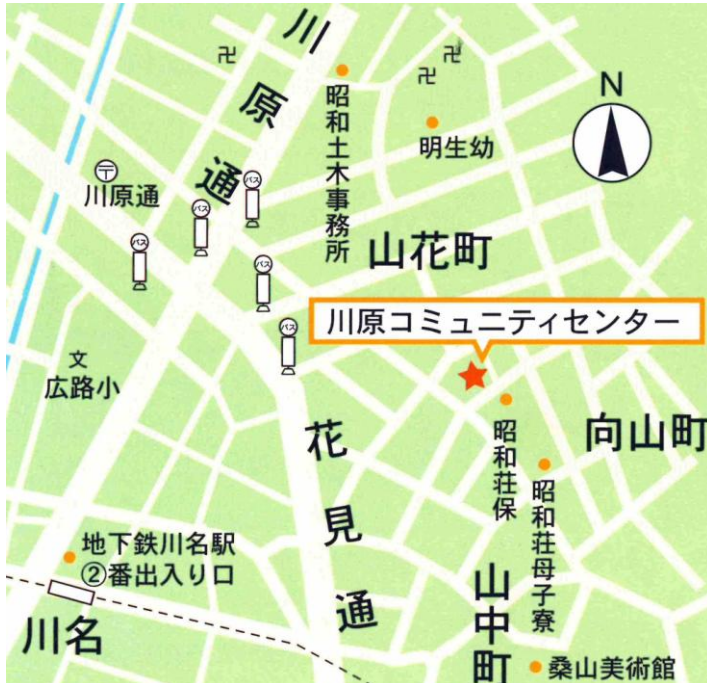 川原通
昭和土木事務所
明生幼
N
川原通
バス
バス
バス
バス
バス
山花町
川原コミュニティセンター
文
広路小
花見通
昭和荘保
向山町
昭和荘母子寮
地下鉄川名駅
②番出入り口
川名
山中町
桑山美術館